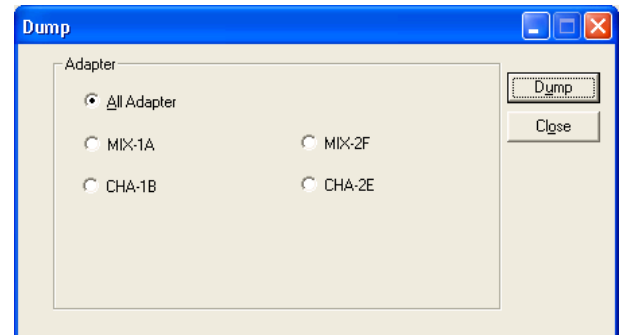 Dump
Adapter
All Adapter
MIX-1A
MIX-2F
CHA-1B
CHA-2E
Dump
Close